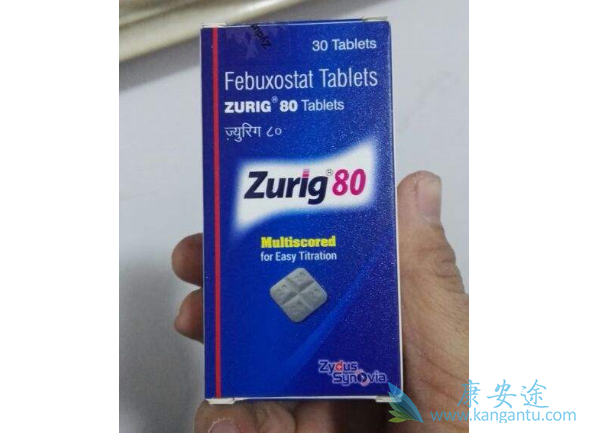 30 Tablets
Febuxostat Tablets
ZURIG® 80 Tablets
ज़्युरिग ८०
Zurig® 80
Multiscored
for Easy Titration
Zydus
Synovia
康安途
www.kangantu.com